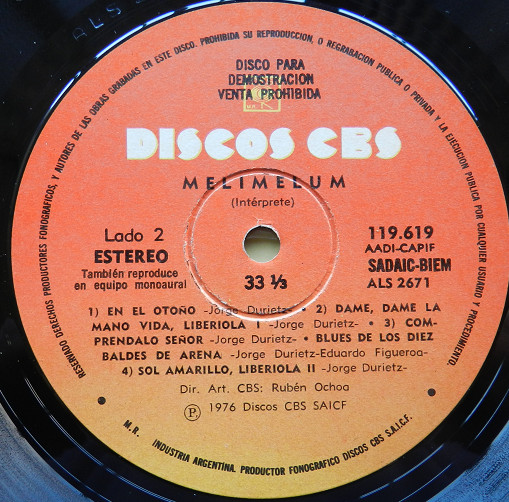 ALS
RESERVADO DERECHOS PRODUCTORES FONOGRAFICOS, Y AUTORES DE LAS OBRAS GRABADAS EN ESTE DISCO. PROHIBIDA SU REPRODUCCION, O REGRABACION PUBLICA O PRIVADA Y LA EJECUCION PUBLICA POR CUALQUIER USUARIO Y PROCEDIMIENTO.
DISCO PARA
DEMOSTRACION
VENTA PROHIBIDA
DISCOS CBS
MELIMELUM
(Intérprete)
Lado 2
ESTEREO
También reproduce
en equipo monoaural
33 ⅓
119.619
AADI-CAPIF
SADAIC-BIEM
ALS 2671
1) EN EL OTOÑO -Jorge Durietz- • 2) DAME, DAME LA
MANO VIDA, LIBERIOLA I -Jorge Durietz- • 3) COM-
PRENDALO SEÑOR -Jorge Durietz- • BLUES DE LOS DIEZ
BALDES DE ARENA -Jorge Durietz-Eduardo Figueroa-
4) SOL AMARILLO, LIBERIOLA II -Jorge Durietz-
Dir. Art. CBS: Rubén Ochoa
Ⓟ 1976 Discos CBS SAICF
M.R. INDUSTRIA ARGENTINA. PRODUCTOR FONOGRAFICO DISCOS CBS S.A.I.C.F.